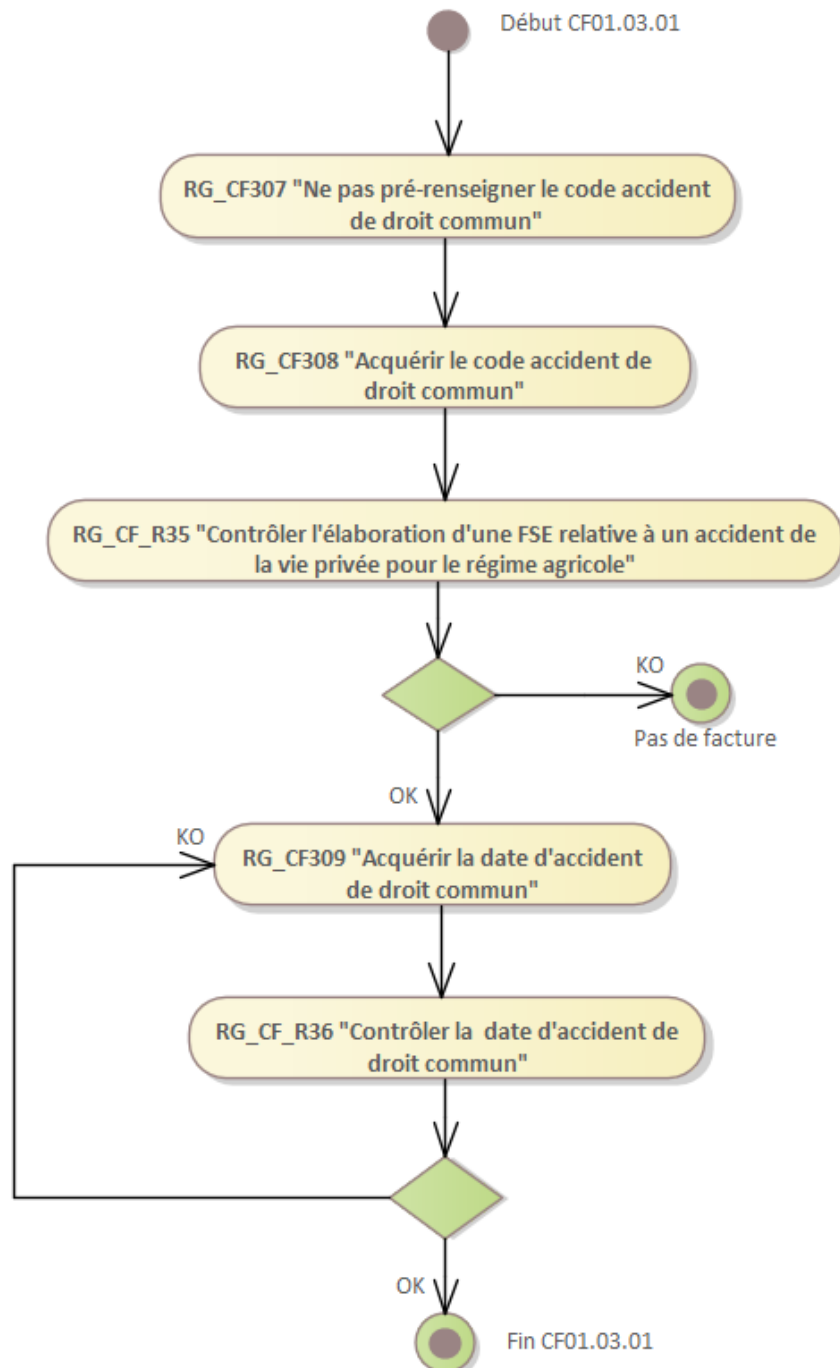 Début CF01.03.01
RG_CF307 "Ne pas pré-renseigner le code accident
de droit commun"
RG_CF308 "Acquérir le code accident de
droit commun"
RG_CF_R35 "Contrôler l'élaboration d'une FSE relative à un accident de
la vie privée pour le régime agricole"
KO
Pas de facture
OK
KO
RG_CF309 "Acquérir la date d'accident
de droit commun"
RG_CF_R36 "Contrôler la  date d'accident de
droit commun"
OK
Fin CF01.03.01